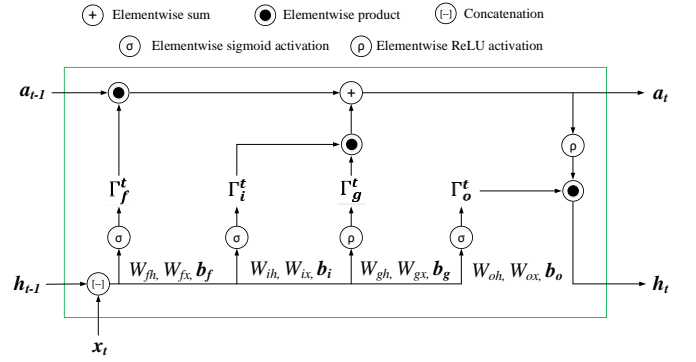 + Elementwise sum Elementwise product [--] Concatenation
σ Elementwise sigmoid activation ρ Elementwise ReLU activation
a_{t-1} + a_t
ρ
Γ_f^t Γ_i^t Γ_g^t Γ_o^t
σ σ ρ σ
W_{fh}, W_{fx}, b_f W_{ih}, W_{ix}, b_i W_{gh}, W_{gx}, b_g W_{oh}, W_{ox}, b_o
h_{t-1} [--] h_t
x_t